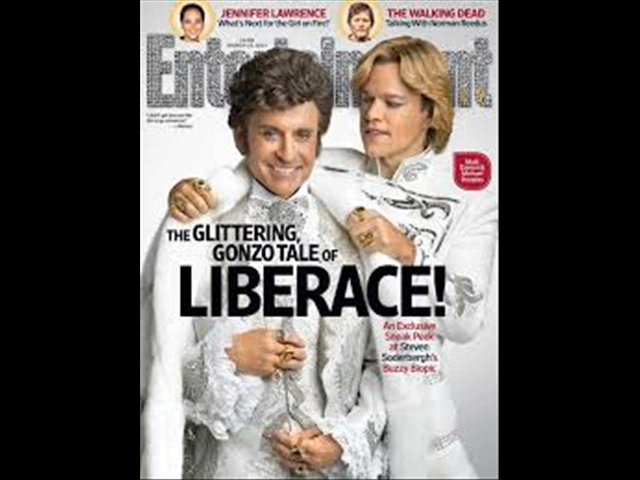 JENNIFER LAWRENCE
What's Next for the Girl on Fire?
THE WALKING DEAD
Talking With Norman Reedus
Entertainment
THE GLITTERING,
GONZO TALE OF
LIBERACE!
An Exclusive
Sneak Peek
at Steven
Soderbergh's
Buzzy Biopic